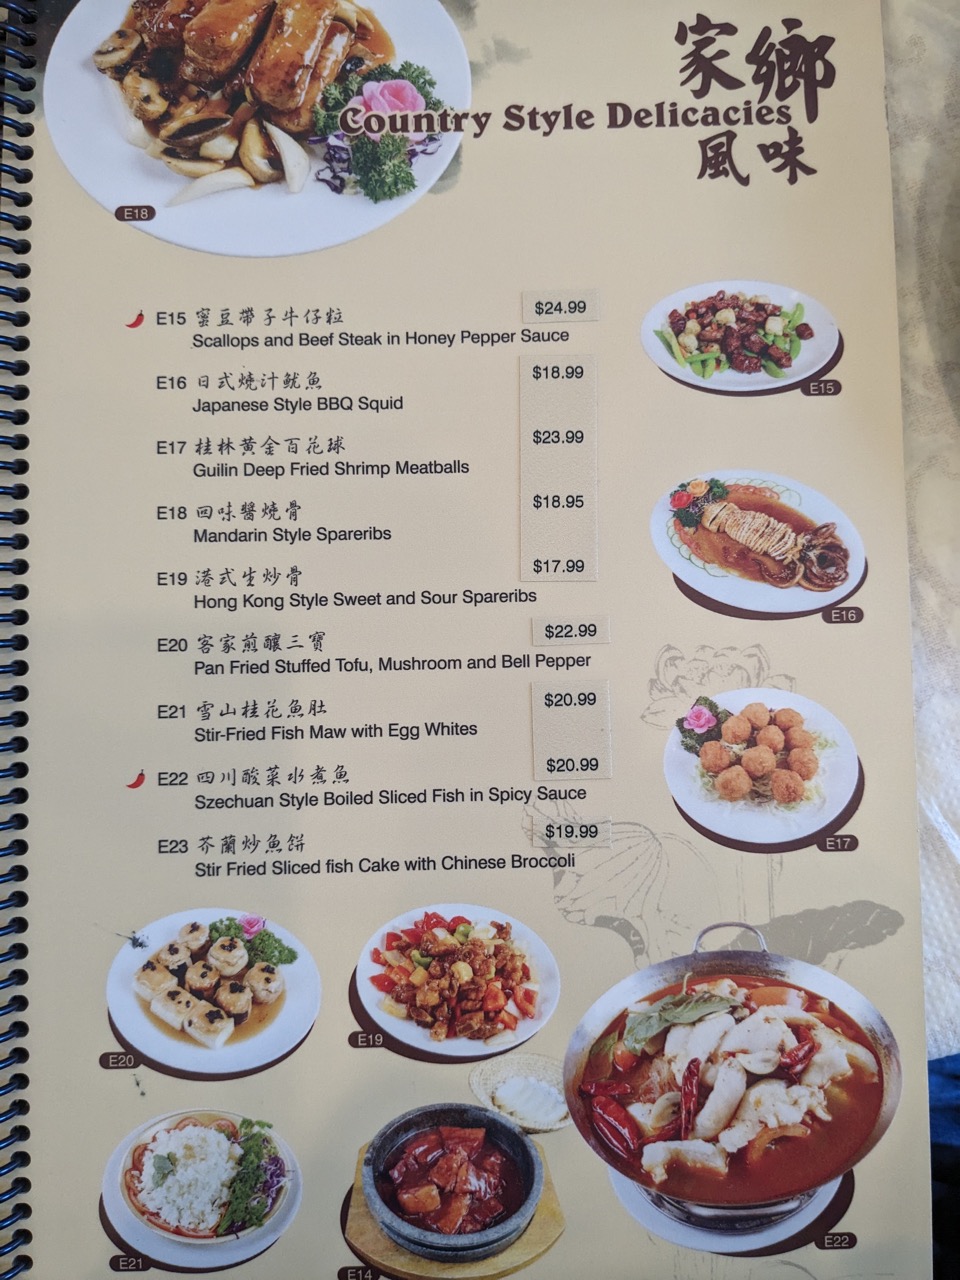 家鄉
Country Style Delicacies
風味
E18
E15 蜜豆帶子牛仔粒 $24.99
Scallops and Beef Steak in Honey Pepper Sauce
E15
E16 日式燒汁魷魚 $18.99
Japanese Style BBQ Squid
E17 桂林黄金百花球 $23.99
Guilin Deep Fried Shrimp Meatballs
E18 回味醬燒骨 $18.95
Mandarin Style Spareribs
E19 港式生炒骨 $17.99
Hong Kong Style Sweet and Sour Spareribs
E16
E20 客家煎釀三寶 $22.99
Pan Fried Stuffed Tofu, Mushroom and Bell Pepper
E21 雪山桂花魚肚 $20.99
Stir-Fried Fish Maw with Egg Whites
E22 四川酸菜水煮魚 $20.99
Szechuan Style Boiled Sliced Fish in Spicy Sauce
E23 芥蘭炒魚餅 $19.99
Stir Fried Sliced fish Cake with Chinese Broccoli
E17
E20
E19
E21
E14
E22